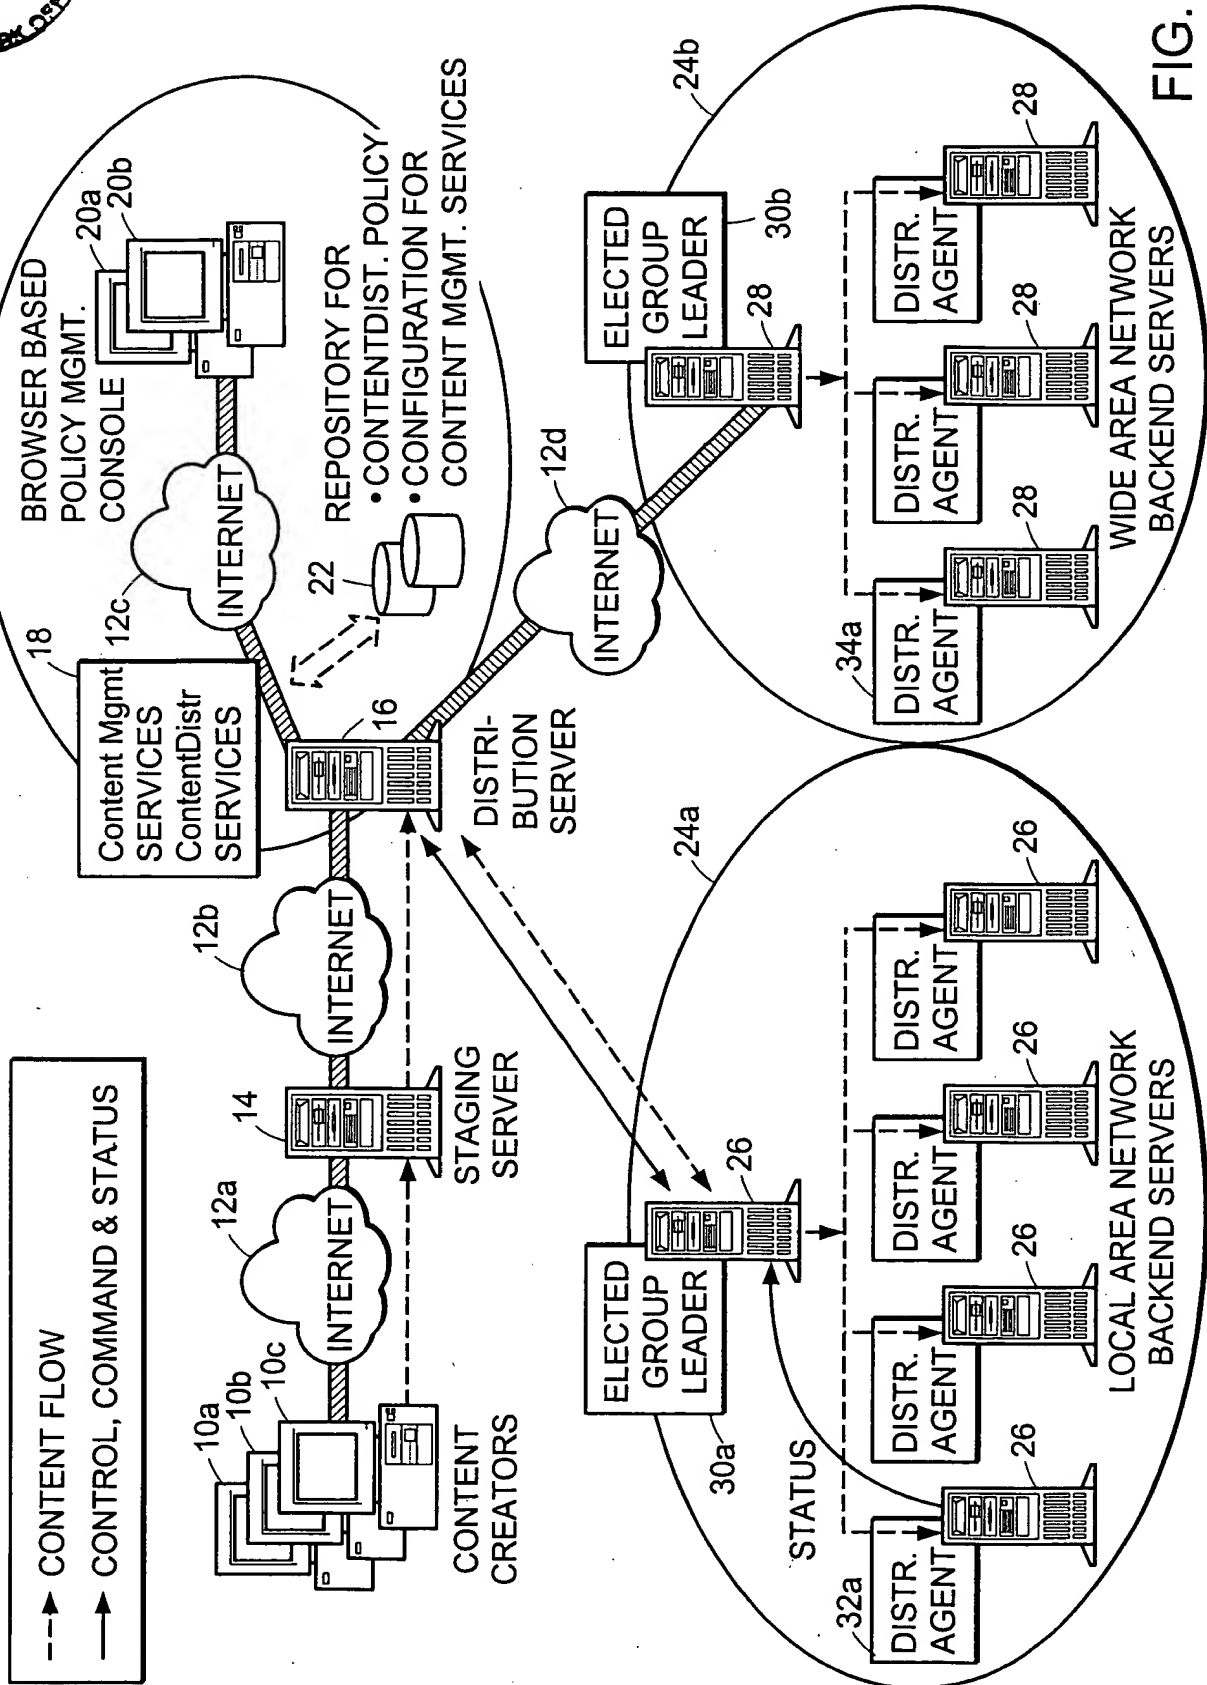 - - -> CONTENT FLOW
—> CONTROL, COMMAND & STATUS
10a
10b
10c
CONTENT
CREATORS
12a
INTERNET
14
STAGING
SERVER
12b
INTERNET
18
Content Mgmt
SERVICES
ContentDistr
SERVICES
16
DISTRI-
BUTION
SERVER
12c
INTERNET
BROWSER BASED
POLICY MGMT.
CONSOLE
20a
20b
22
REPOSITORY FOR
• CONTENTDIST. POLICY
• CONFIGURATION FOR
CONTENT MGMT. SERVICES
12d
INTERNET
24a
ELECTED
GROUP
LEADER
30a
26
STATUS
32a
DISTR.
AGENT
26
DISTR.
AGENT
26
DISTR.
AGENT
26
DISTR.
AGENT
26
LOCAL AREA NETWORK
BACKEND SERVERS
24b
ELECTED
GROUP
LEADER
30b
28
34a
DISTR.
AGENT
28
DISTR.
AGENT
28
DISTR.
AGENT
28
WIDE AREA NETWORK
BACKEND SERVERS
FIG.